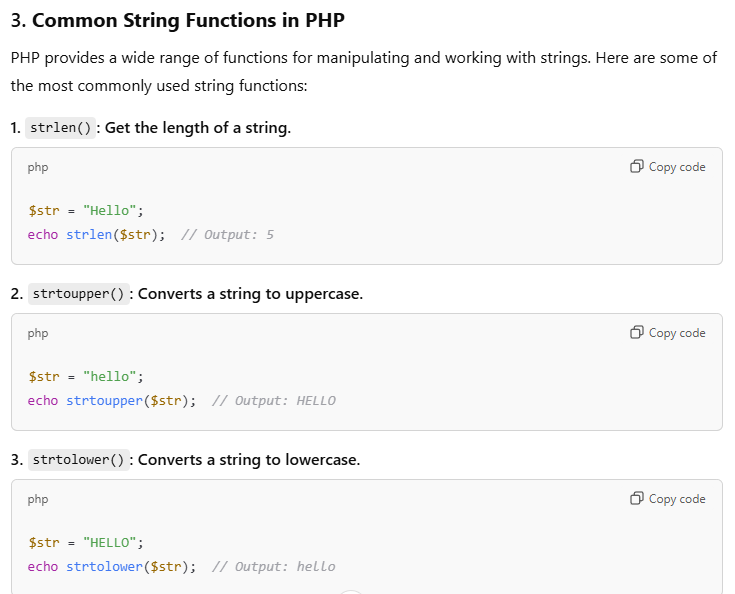 3. Common String Functions in PHP
PHP provides a wide range of functions for manipulating and working with strings. Here are some of
the most commonly used string functions:
1. strlen(): Get the length of a string.
php
Copy code
$str = "Hello";
echo strlen($str);  // Output: 5
2. strtoupper(): Converts a string to uppercase.
php
Copy code
$str = "hello";
echo strtoupper($str);  // Output: HELLO
3. strtolower(): Converts a string to lowercase.
php
Copy code
$str = "HELLO";
echo strtolower($str);  // Output: hello